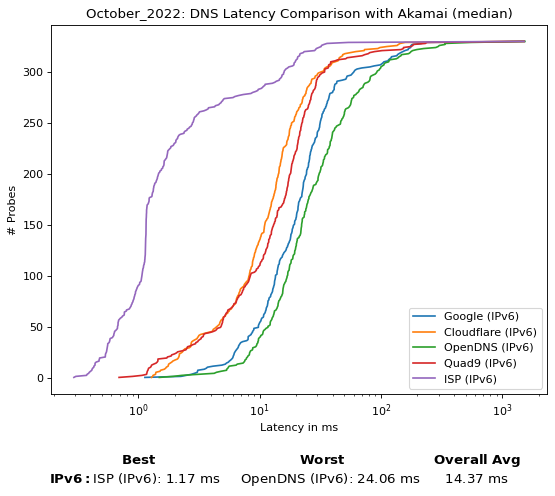 October_2022: DNS Latency Comparison with Akamai (median)
300
250
200
150
100
50
0
# Probes
Google (IPv6)
Cloudflare (IPv6)
OpenDNS (IPv6)
Quad9 (IPv6)
ISP (IPv6)
10⁰ 10¹ 10² 10³
Latency in ms
Best Worst Overall Avg
IPv6: ISP (IPv6): 1.17 ms OpenDNS (IPv6): 24.06 ms 14.37 ms